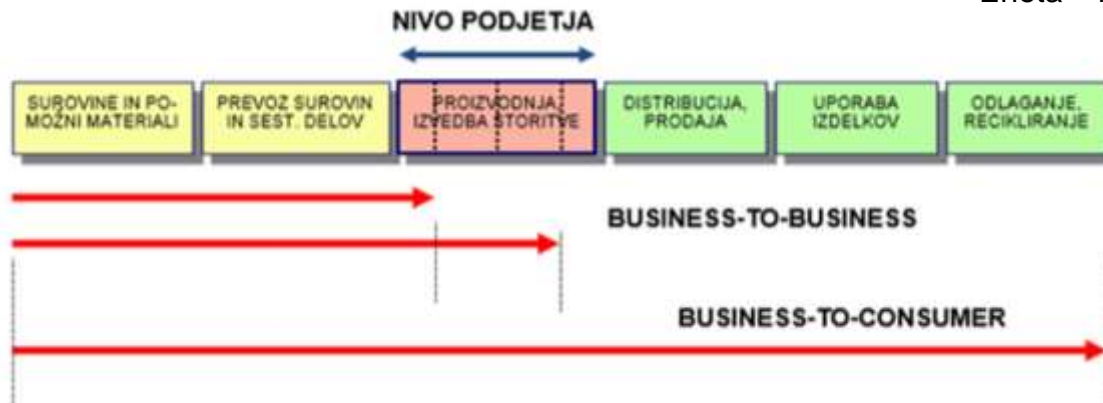 NIVO PODJETJA
SUROVINE IN PO-
MOŽNI MATERIALI
PREVOZ SUROVIN
IN SEST. DELOV
PROIZVODNJA,
IZVEDBA STORITVE
DISTRIBUCIJA,
PRODAJA
UPORABA
IZDELKOV
ODLAGANJE,
RECIKLIRANJE
BUSINESS-TO-BUSINESS
BUSINESS-TO-CONSUMER